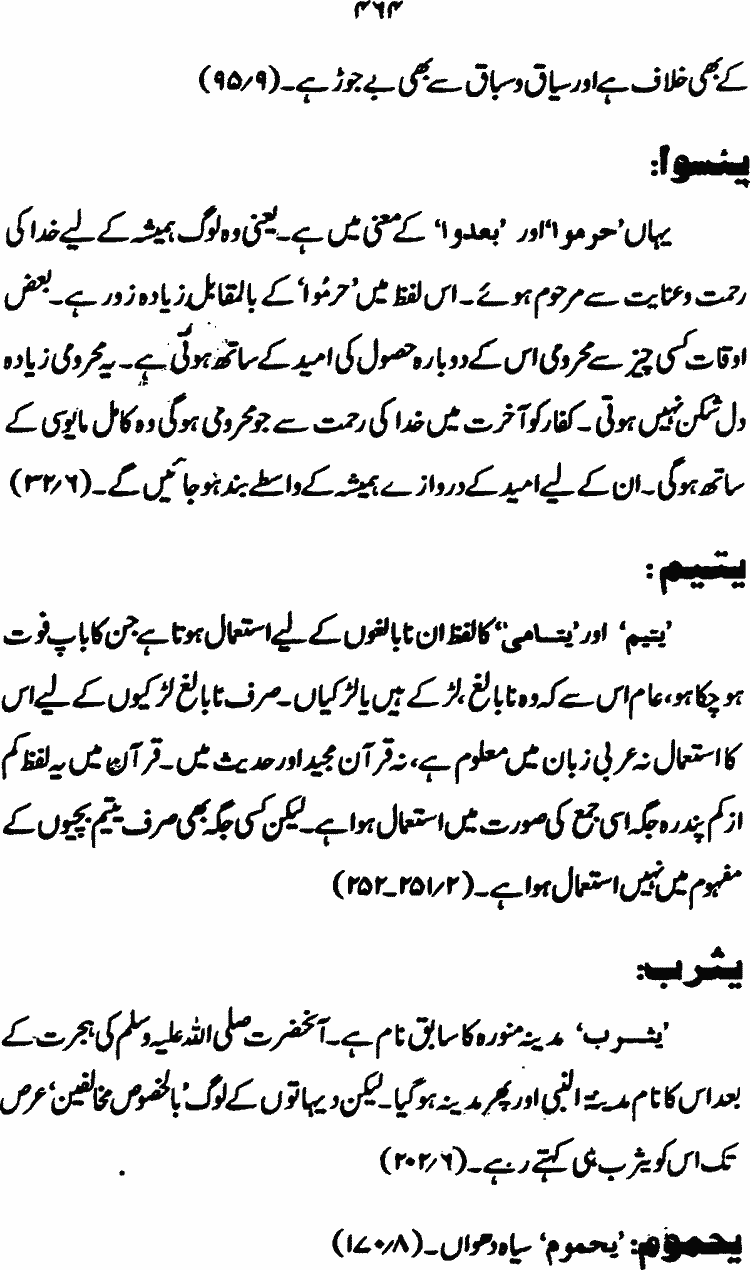 ۴۶۴
کے بھی خلاف ہے اور سیاق و سباق سے بھی بے جوڑ ہے۔ (۹۵/۹)
ینسوا:
یہاں ’حرموا‘ اور ’بعدوا‘ کے معنی میں ہے۔ یعنی وہ لوگ ہمیشہ کے لیے خدا کی
رحمت و عنایت سے مرحوم ہوئے۔ اس لفظ میں ’حرمُوا‘ کے بالمقابل زیادہ زور ہے۔ بعض
اوقات کسی چیز سے محرومی اس کے دوبارہ حصول کی امید کے ساتھ ہوتی ہے۔ یہ محرومی زیادہ
دل شکن نہیں ہوتی۔ کفار کو آخرت میں خدا کی رحمت سے جو محرومی ہوگی وہ کامل مایوسی کے
ساتھ ہوگی۔ ان کے لیے امید کے دروازے ہمیشہ کے واسطے بند ہو جائیں گے۔ (۳۲/۶)
یتیم:
’یتیم‘ اور ’یتامی‘ کا لفظ ان نابالغوں کے لیے استعمال ہوتا ہے جن کا باپ فوت
ہو چکا ہو، عام اس سے کہ وہ نابالغ، لڑکے ہیں یا لڑکیاں۔ صرف نابالغ لڑکیوں کے لیے اس
کا استعمال نہ عربی زبان میں معلوم ہے، نہ قرآن مجید اور حدیث میں۔ قرآن میں یہ لفظ کم
از کم پندرہ جگہ اسی جمع کی صورت میں استعمال ہوا ہے۔ لیکن کسی جگہ بھی صرف یتیم بچیوں کے
مفہوم میں نہیں استعمال ہوا ہے۔ (۲۵۱/۲۔۲۵۲)
یثرب:
’یثرب‘ مدینہ منورہ کا سابق نام ہے۔ آنحضرت صلی اللہ علیہ وسلم کی ہجرت کے
بعد اس کا نام مدینۃ النبی اور پھر مدینہ ہو گیا۔ لیکن دیہاتوں کے لوگ ’بالخصوص مخالفین‘ عرصہ
تک اس کو یثرب ہی کہتے رہے۔ (۲۰۲/۶)
یحموم: ’یحموم‘ سیاہ دھواں۔ (۱۷۰/۸)